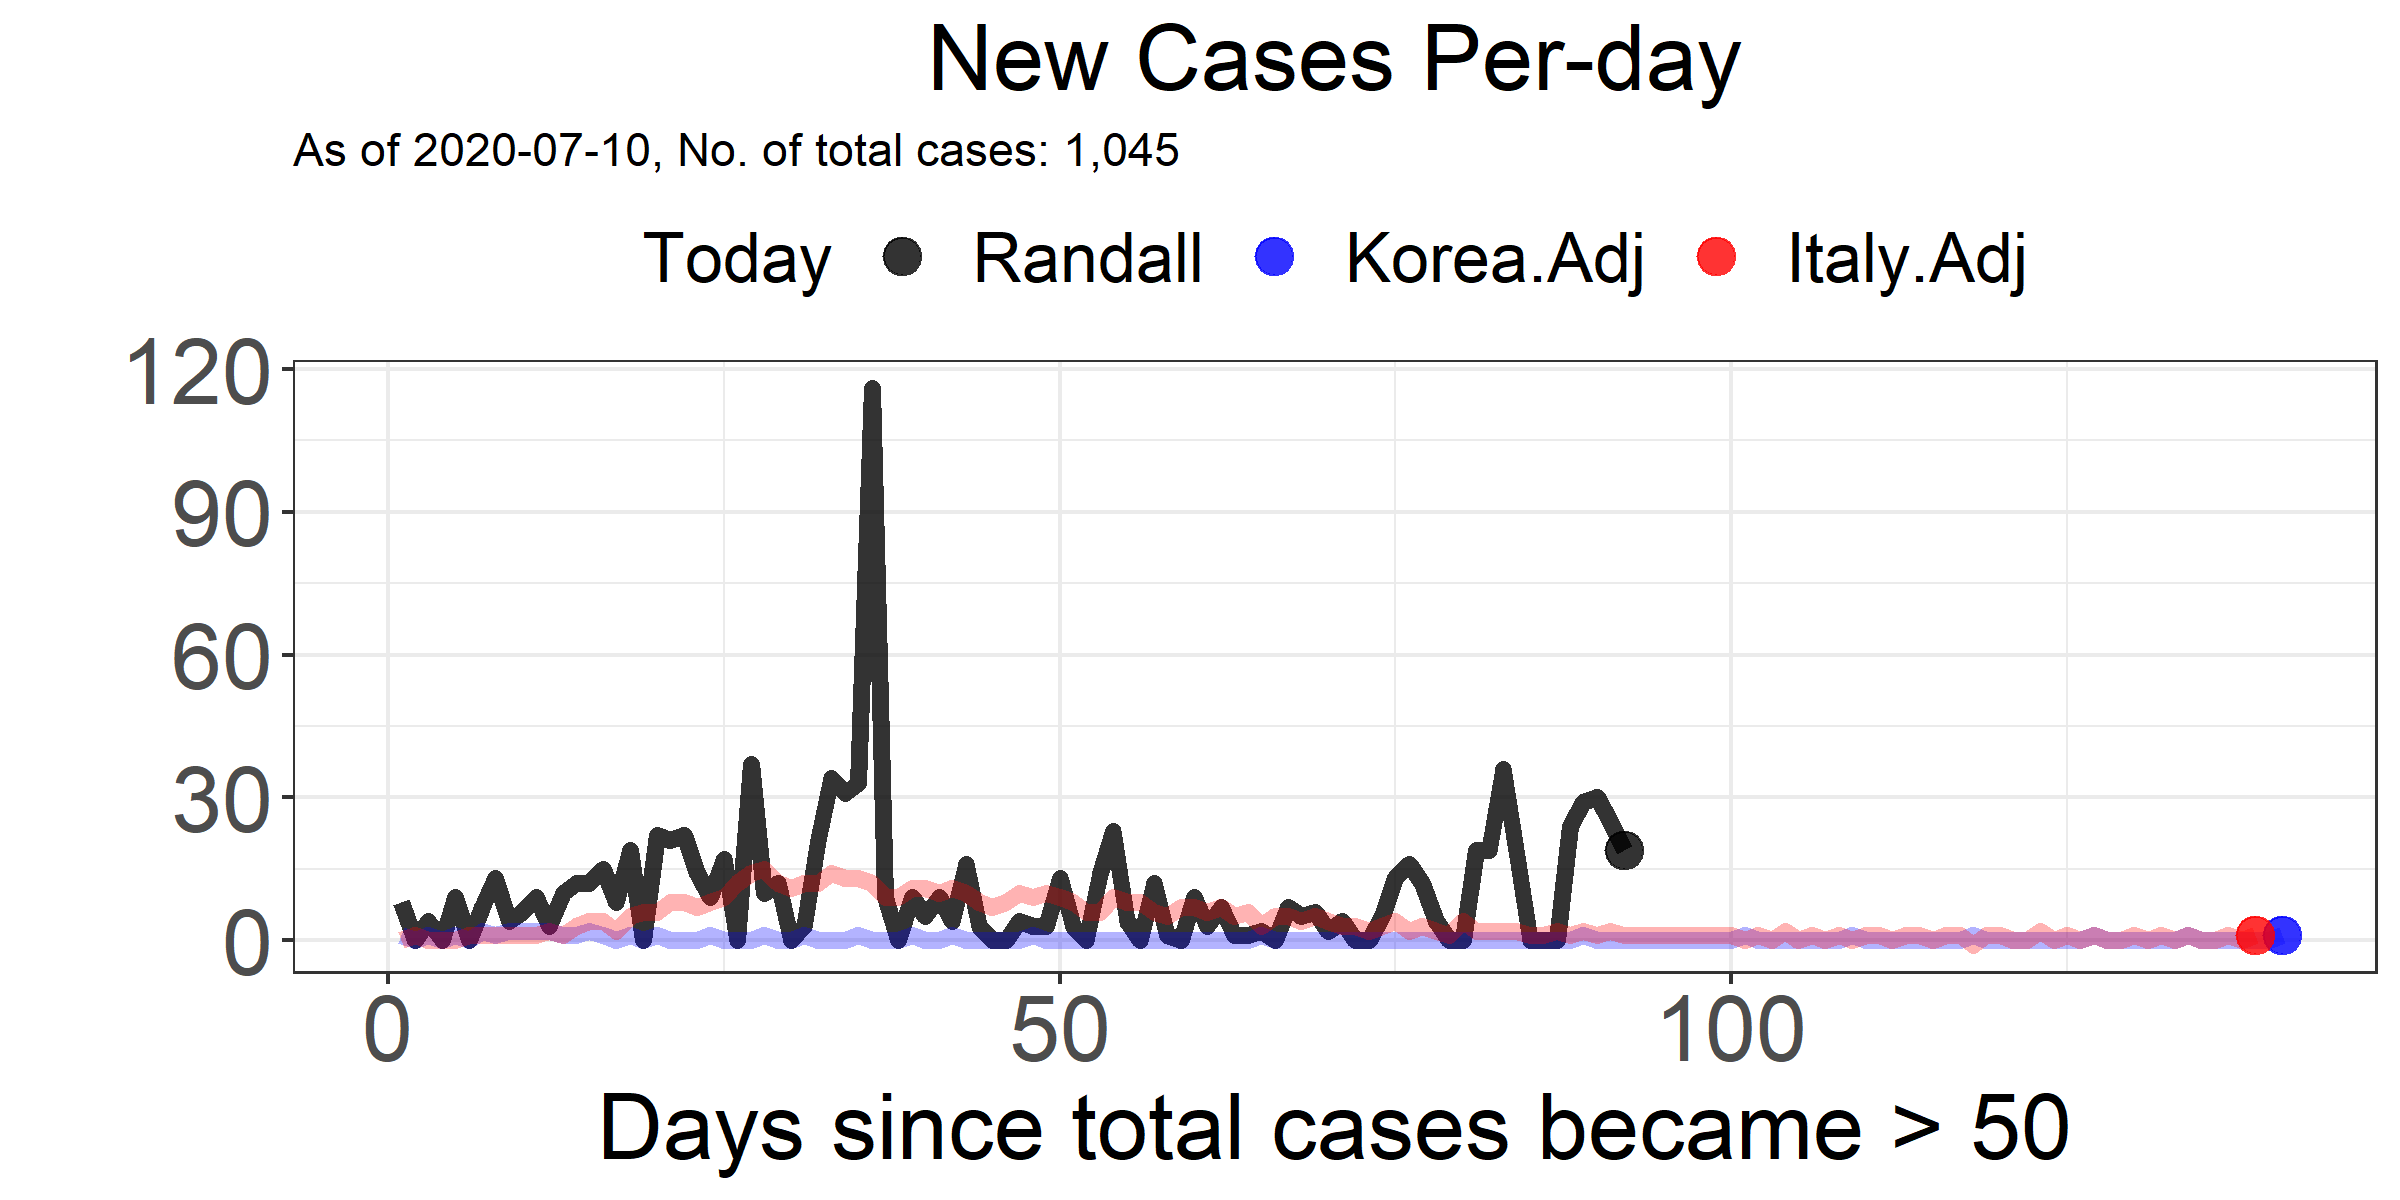 New Cases Per-day
As of 2020-07-10, No. of total cases: 1,045
Today Randall Korea.Adj Italy.Adj
120
90
60
30
0
0 50 100
Days since total cases became > 50